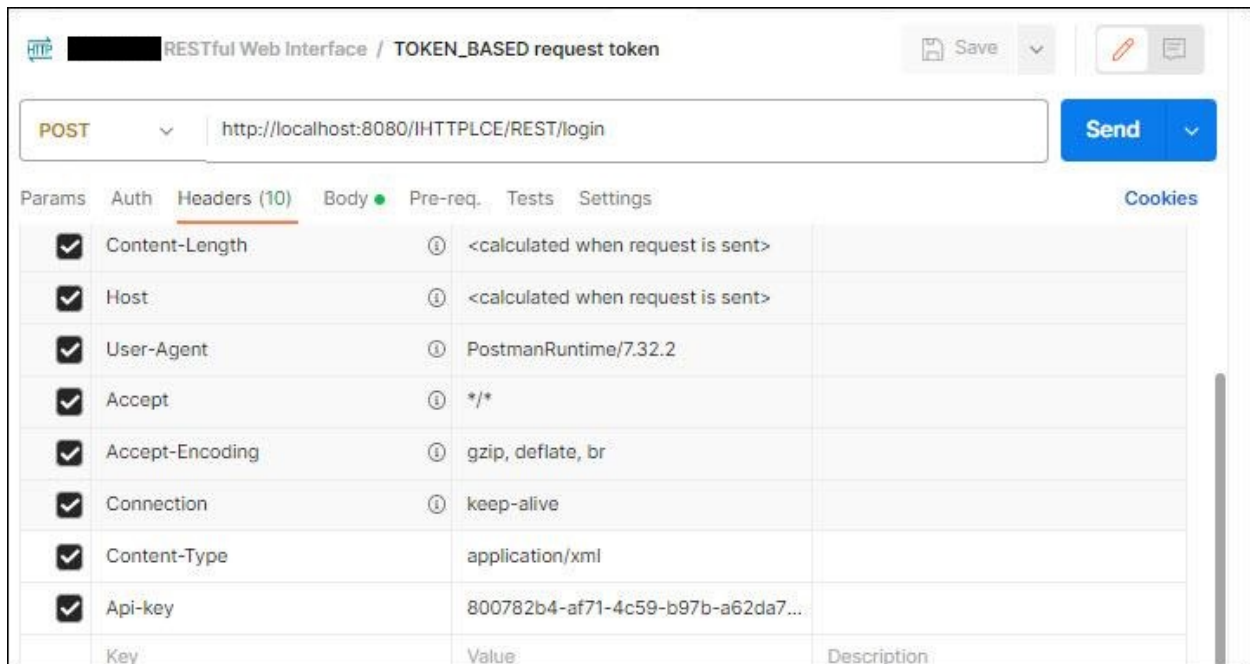 HTTP RESTful Web Interface / TOKEN_BASED request token Save
POST http://localhost:8080/IHTTPLCE/REST/login Send
Params Auth Headers (10) Body Pre-req. Tests Settings Cookies
Content-Length <calculated when request is sent>
Host <calculated when request is sent>
User-Agent PostmanRuntime/7.32.2
Accept */*
Accept-Encoding gzip, deflate, br
Connection keep-alive
Content-Type application/xml
Api-key 800782b4-af71-4c59-b97b-a62da7...
Key Value Description